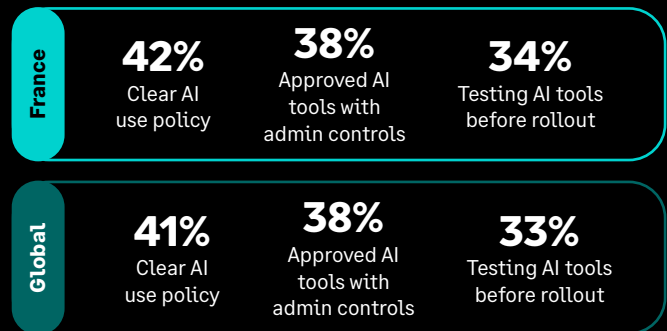 France
42%
Clear AI
use policy
38%
Approved AI
tools with
admin controls
34%
Testing AI tools
before rollout
Global
41%
Clear AI
use policy
38%
Approved AI
tools with
admin controls
33%
Testing AI tools
before rollout